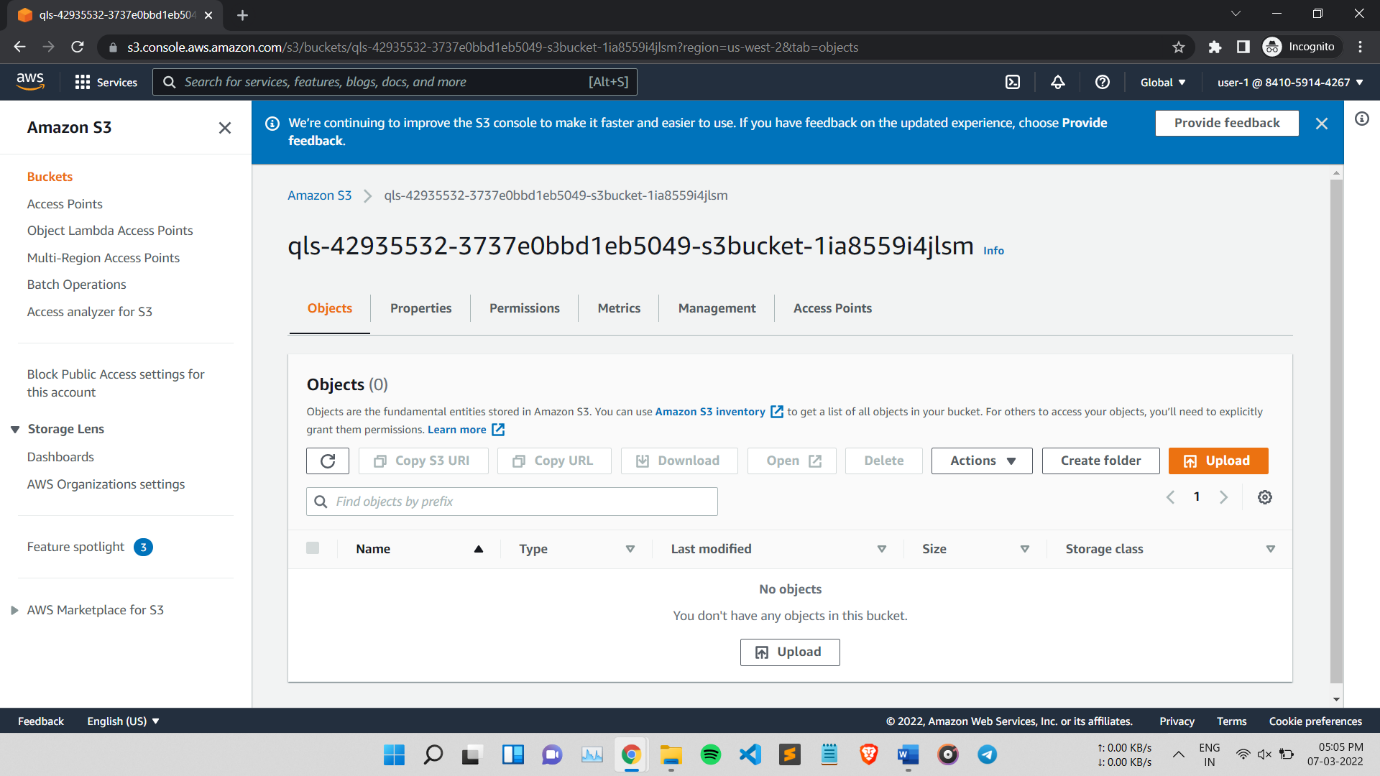 qls-42935532-3737e0bbd1eb504
s3.console.aws.amazon.com/s3/buckets/qls-42935532-3737e0bbd1eb5049-s3bucket-1ia8559i4jlsm?region=us-west-2&tab=objects
Incognito
aws
Services
Search for services, features, blogs, docs, and more
[Alt+S]
Global
user-1 @ 8410-5914-4267
Amazon S3
Buckets
Access Points
Object Lambda Access Points
Multi-Region Access Points
Batch Operations
Access analyzer for S3
Block Public Access settings for
this account
Storage Lens
Dashboards
AWS Organizations settings
Feature spotlight 3
AWS Marketplace for S3
We're continuing to improve the S3 console to make it faster and easier to use. If you have feedback on the updated experience, choose Provide
feedback.
Provide feedback
Amazon S3 > qls-42935532-3737e0bbd1eb5049-s3bucket-1ia8559i4jlsm
qls-42935532-3737e0bbd1eb5049-s3bucket-1ia8559i4jlsm Info
Objects Properties Permissions Metrics Management Access Points
Objects (0)
Objects are the fundamental entities stored in Amazon S3. You can use Amazon S3 inventory to get a list of all objects in your bucket. For others to access your objects, you'll need to explicitly
grant them permissions. Learn more
Copy S3 URI Copy URL Download Open Delete Actions Create folder Upload
Find objects by prefix
1
Name Type Last modified Size Storage class
No objects
You don't have any objects in this bucket.
Upload
Feedback English (US) © 2022, Amazon Web Services, Inc. or its affiliates. Privacy Terms Cookie preferences
↑: 0.00 KB/s
↓: 0.00 KB/s
ENG
IN
05:05 PM
07-03-2022